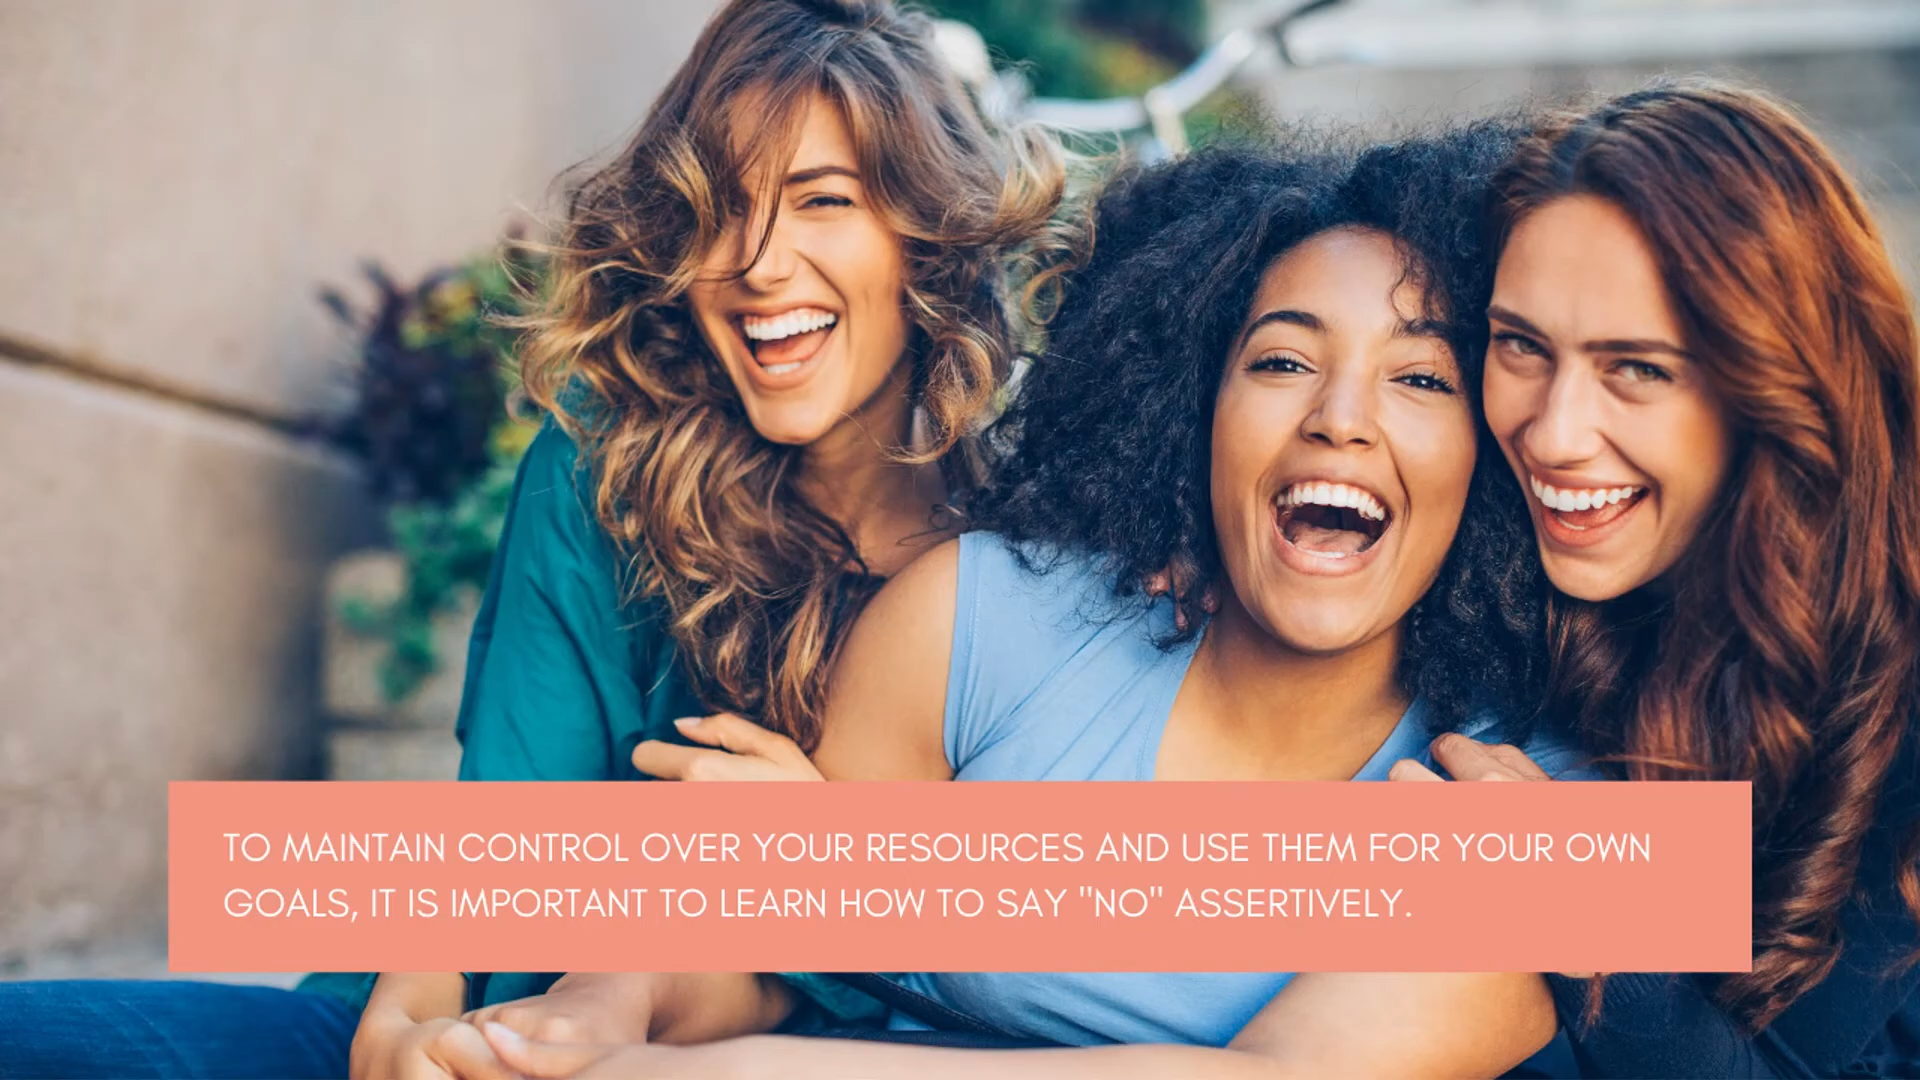 TO MAINTAIN CONTROL OVER YOUR RESOURCES AND USE THEM FOR YOUR OWN
GOALS, IT IS IMPORTANT TO LEARN HOW TO SAY "NO" ASSERTIVELY.